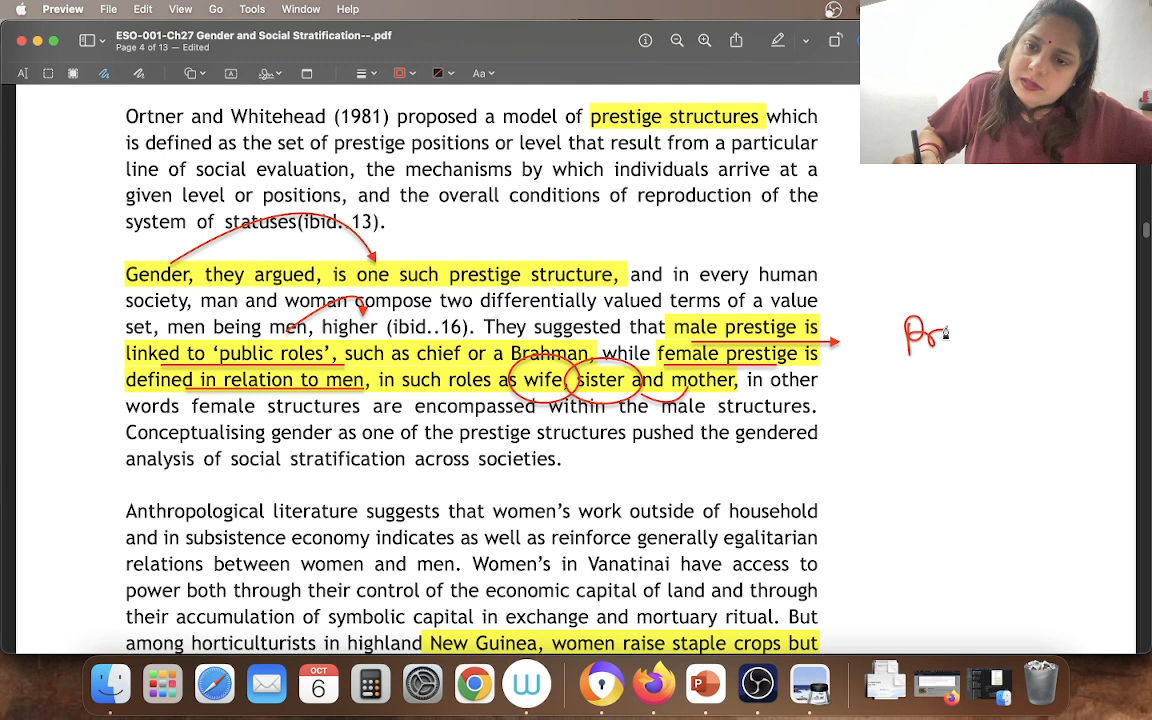 Preview File Edit View Go Tools Window Help
ESO-001-Ch27 Gender and Social Stratification--.pdf
Page 4 of 13 — Edited
Aa
Ortner and Whitehead (1981) proposed a model of prestige structures which
is defined as the set of prestige positions or level that result from a particular
line of social evaluation, the mechanisms by which individuals arrive at a
given level or positions, and the overall conditions of reproduction of the
system of statuses(ibid..13).
Gender, they argued, is one such prestige structure, and in every human
society, man and woman compose two differentially valued terms of a value
set, men being men, higher (ibid..16). They suggested that male prestige is
linked to ‘public roles’, such as chief or a Brahman, while female prestige is
defined in relation to men, in such roles as wife, sister and mother, in other
words female structures are encompassed within the male structures.
Conceptualising gender as one of the prestige structures pushed the gendered
analysis of social stratification across societies.
Pr
Anthropological literature suggests that women’s work outside of household
and in subsistence economy indicates as well as reinforce generally egalitarian
relations between women and men. Women’s in Vanatinai have access to
power both through their control of the economic capital of land and through
their accumulation of symbolic capital in exchange and mortuary ritual. But
among horticulturists in highland New Guinea, women raise staple crops but
OCT
6
W
P